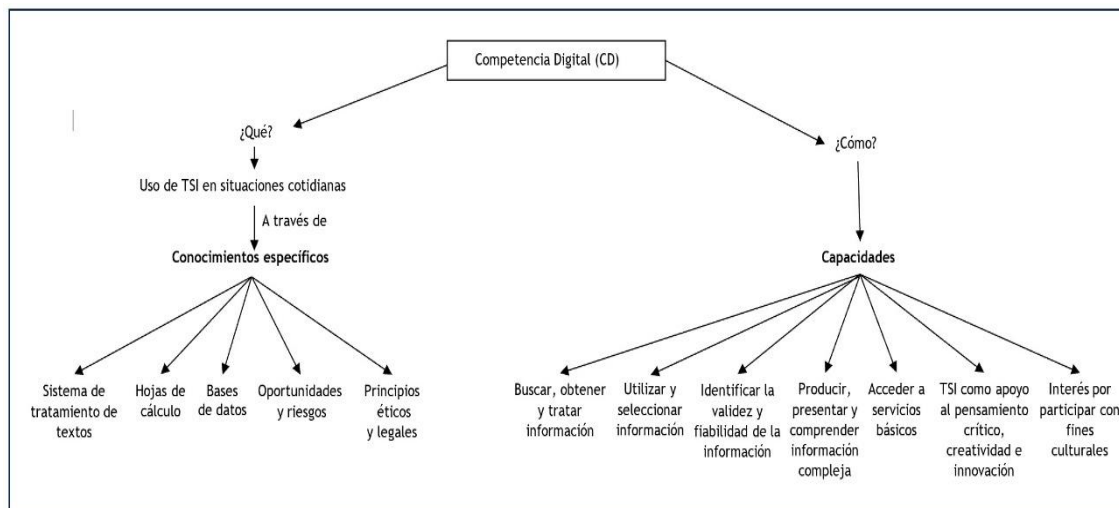 Competencia Digital (CD)
¿Qué?
Uso de TSI en situaciones cotidianas
A través de
Conocimientos específicos
Sistema de
tratamiento de
textos
Hojas de
cálculo
Bases
de datos
Oportunidades
y riesgos
Principios
éticos
y legales
¿Cómo?
Capacidades
Buscar, obtener
y tratar
información
Utilizar y
seleccionar
información
Identificar la
validez y
fiabilidad de la
información
Producir,
presentar y
comprender
información
compleja
Acceder a
servicios
básicos
TSI como apoyo
al pensamiento
crítico,
creatividad e
innovación
Interés por
participar con
fines
culturales